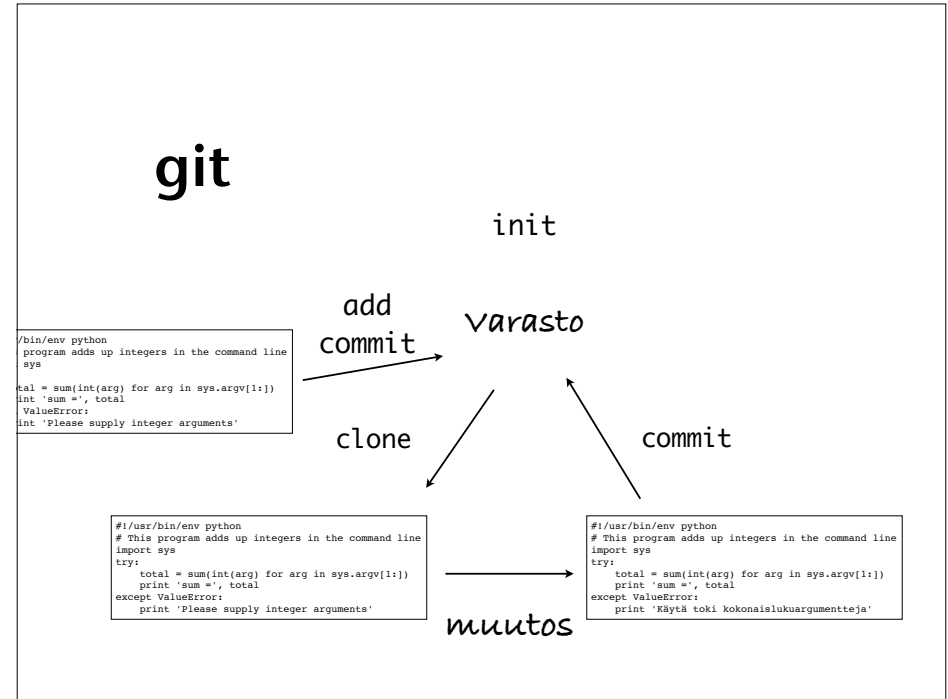 git
init
add
commit
varasto
/bin/env python
program adds up integers in the command line
sys
tal = sum(int(arg) for arg in sys.argv[1:])
int 'sum =', total
ValueError:
int 'Please supply integer arguments'
clone
commit
#!/usr/bin/env python
# This program adds up integers in the command line
import sys
try:
    total = sum(int(arg) for arg in sys.argv[1:])
    print 'sum =', total
except ValueError:
    print 'Please supply integer arguments'
muutos
#!/usr/bin/env python
# This program adds up integers in the command line
import sys
try:
    total = sum(int(arg) for arg in sys.argv[1:])
    print 'sum =', total
except ValueError:
    print 'Käytä toki kokonaislukuargumentteja'